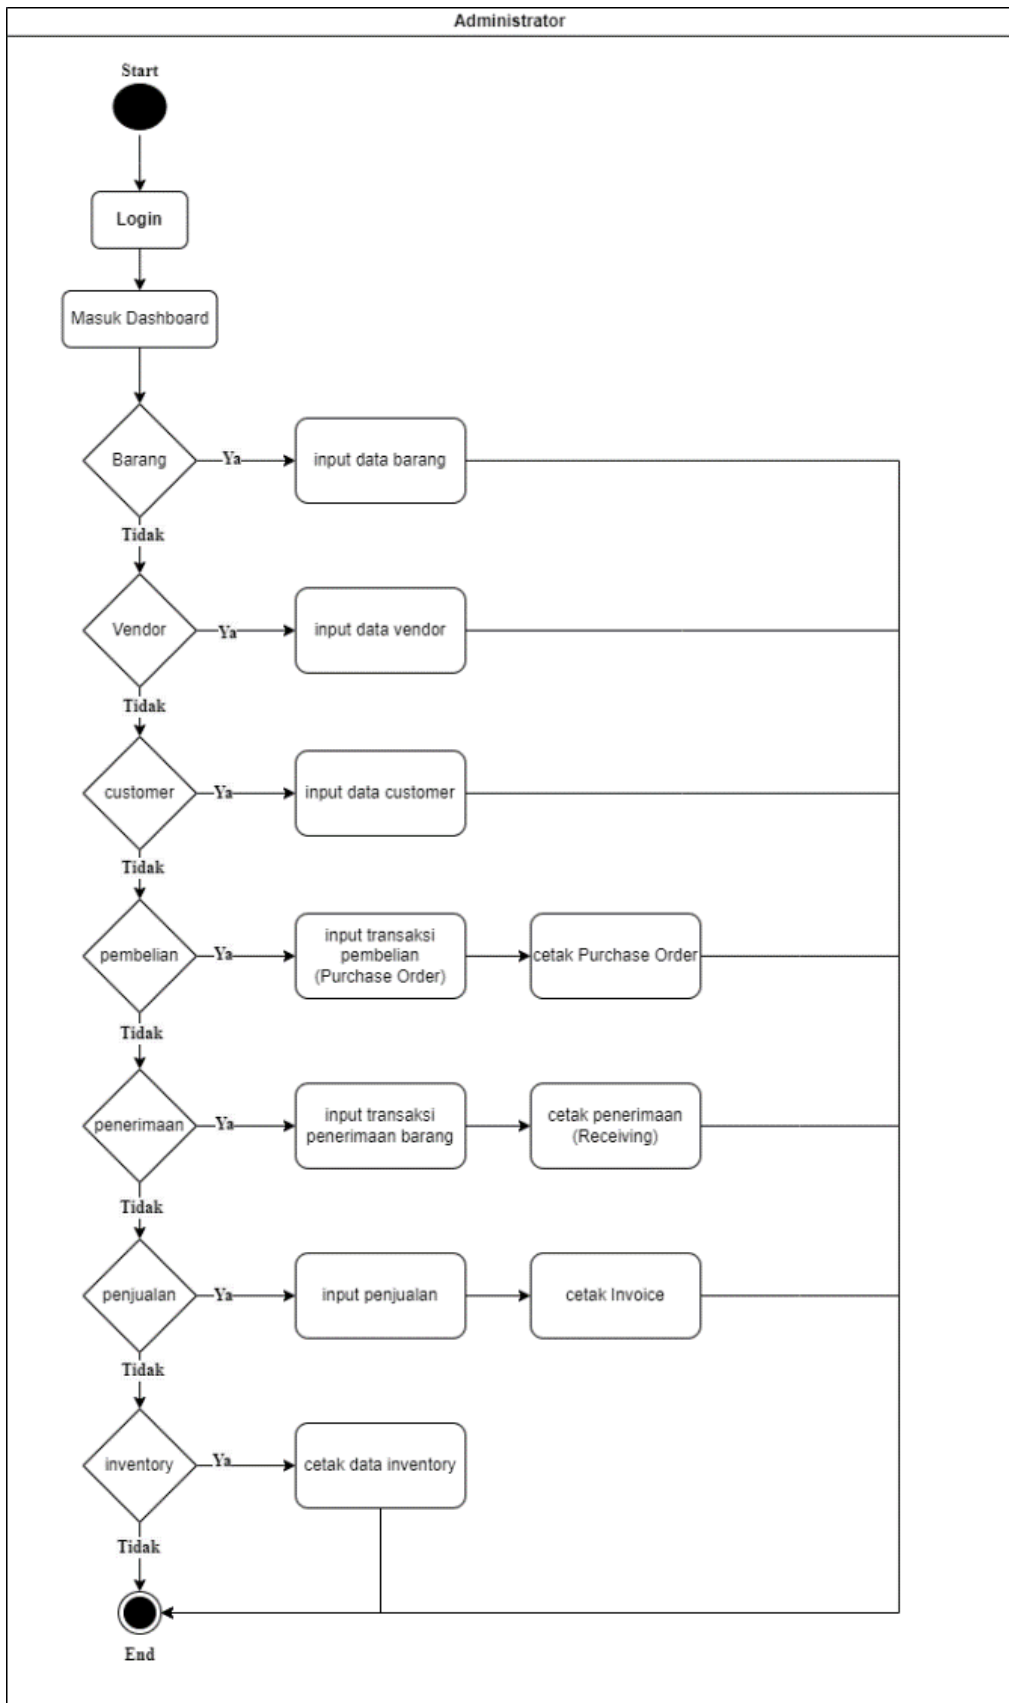 Administrator
Start
Login
Masuk Dashboard
Barang
Ya
input data barang
Tidak
Vendor
Ya
input data vendor
Tidak
customer
Ya
input data customer
Tidak
pembelian
Ya
input transaksi
pembelian
(Purchase Order)
cetak Purchase Order
Tidak
penerimaan
Ya
input transaksi
penerimaan barang
cetak penerimaan
(Receiving)
Tidak
penjualan
Ya
input penjualan
cetak Invoice
Tidak
inventory
Ya
cetak data inventory
Tidak
End